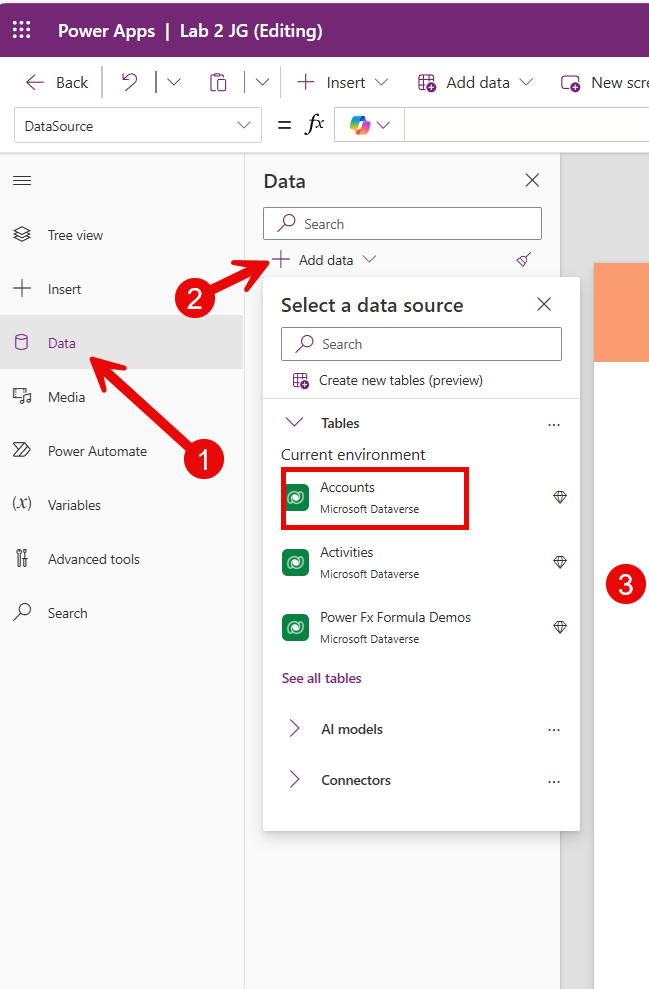 Power Apps | Lab 2 JG (Editing)
Back
Insert
Add data
New scre
DataSource
= fx
Data
Search
Add data
2
Tree view
Insert
Data
Media
Power Automate
(x) Variables
Advanced tools
Search
1
Select a data source
Search
Create new tables (preview)
Tables
...
Current environment
Accounts
Microsoft Dataverse
Activities
Microsoft Dataverse
Power Fx Formula Demos
Microsoft Dataverse
See all tables
AI models
...
Connectors
...
3